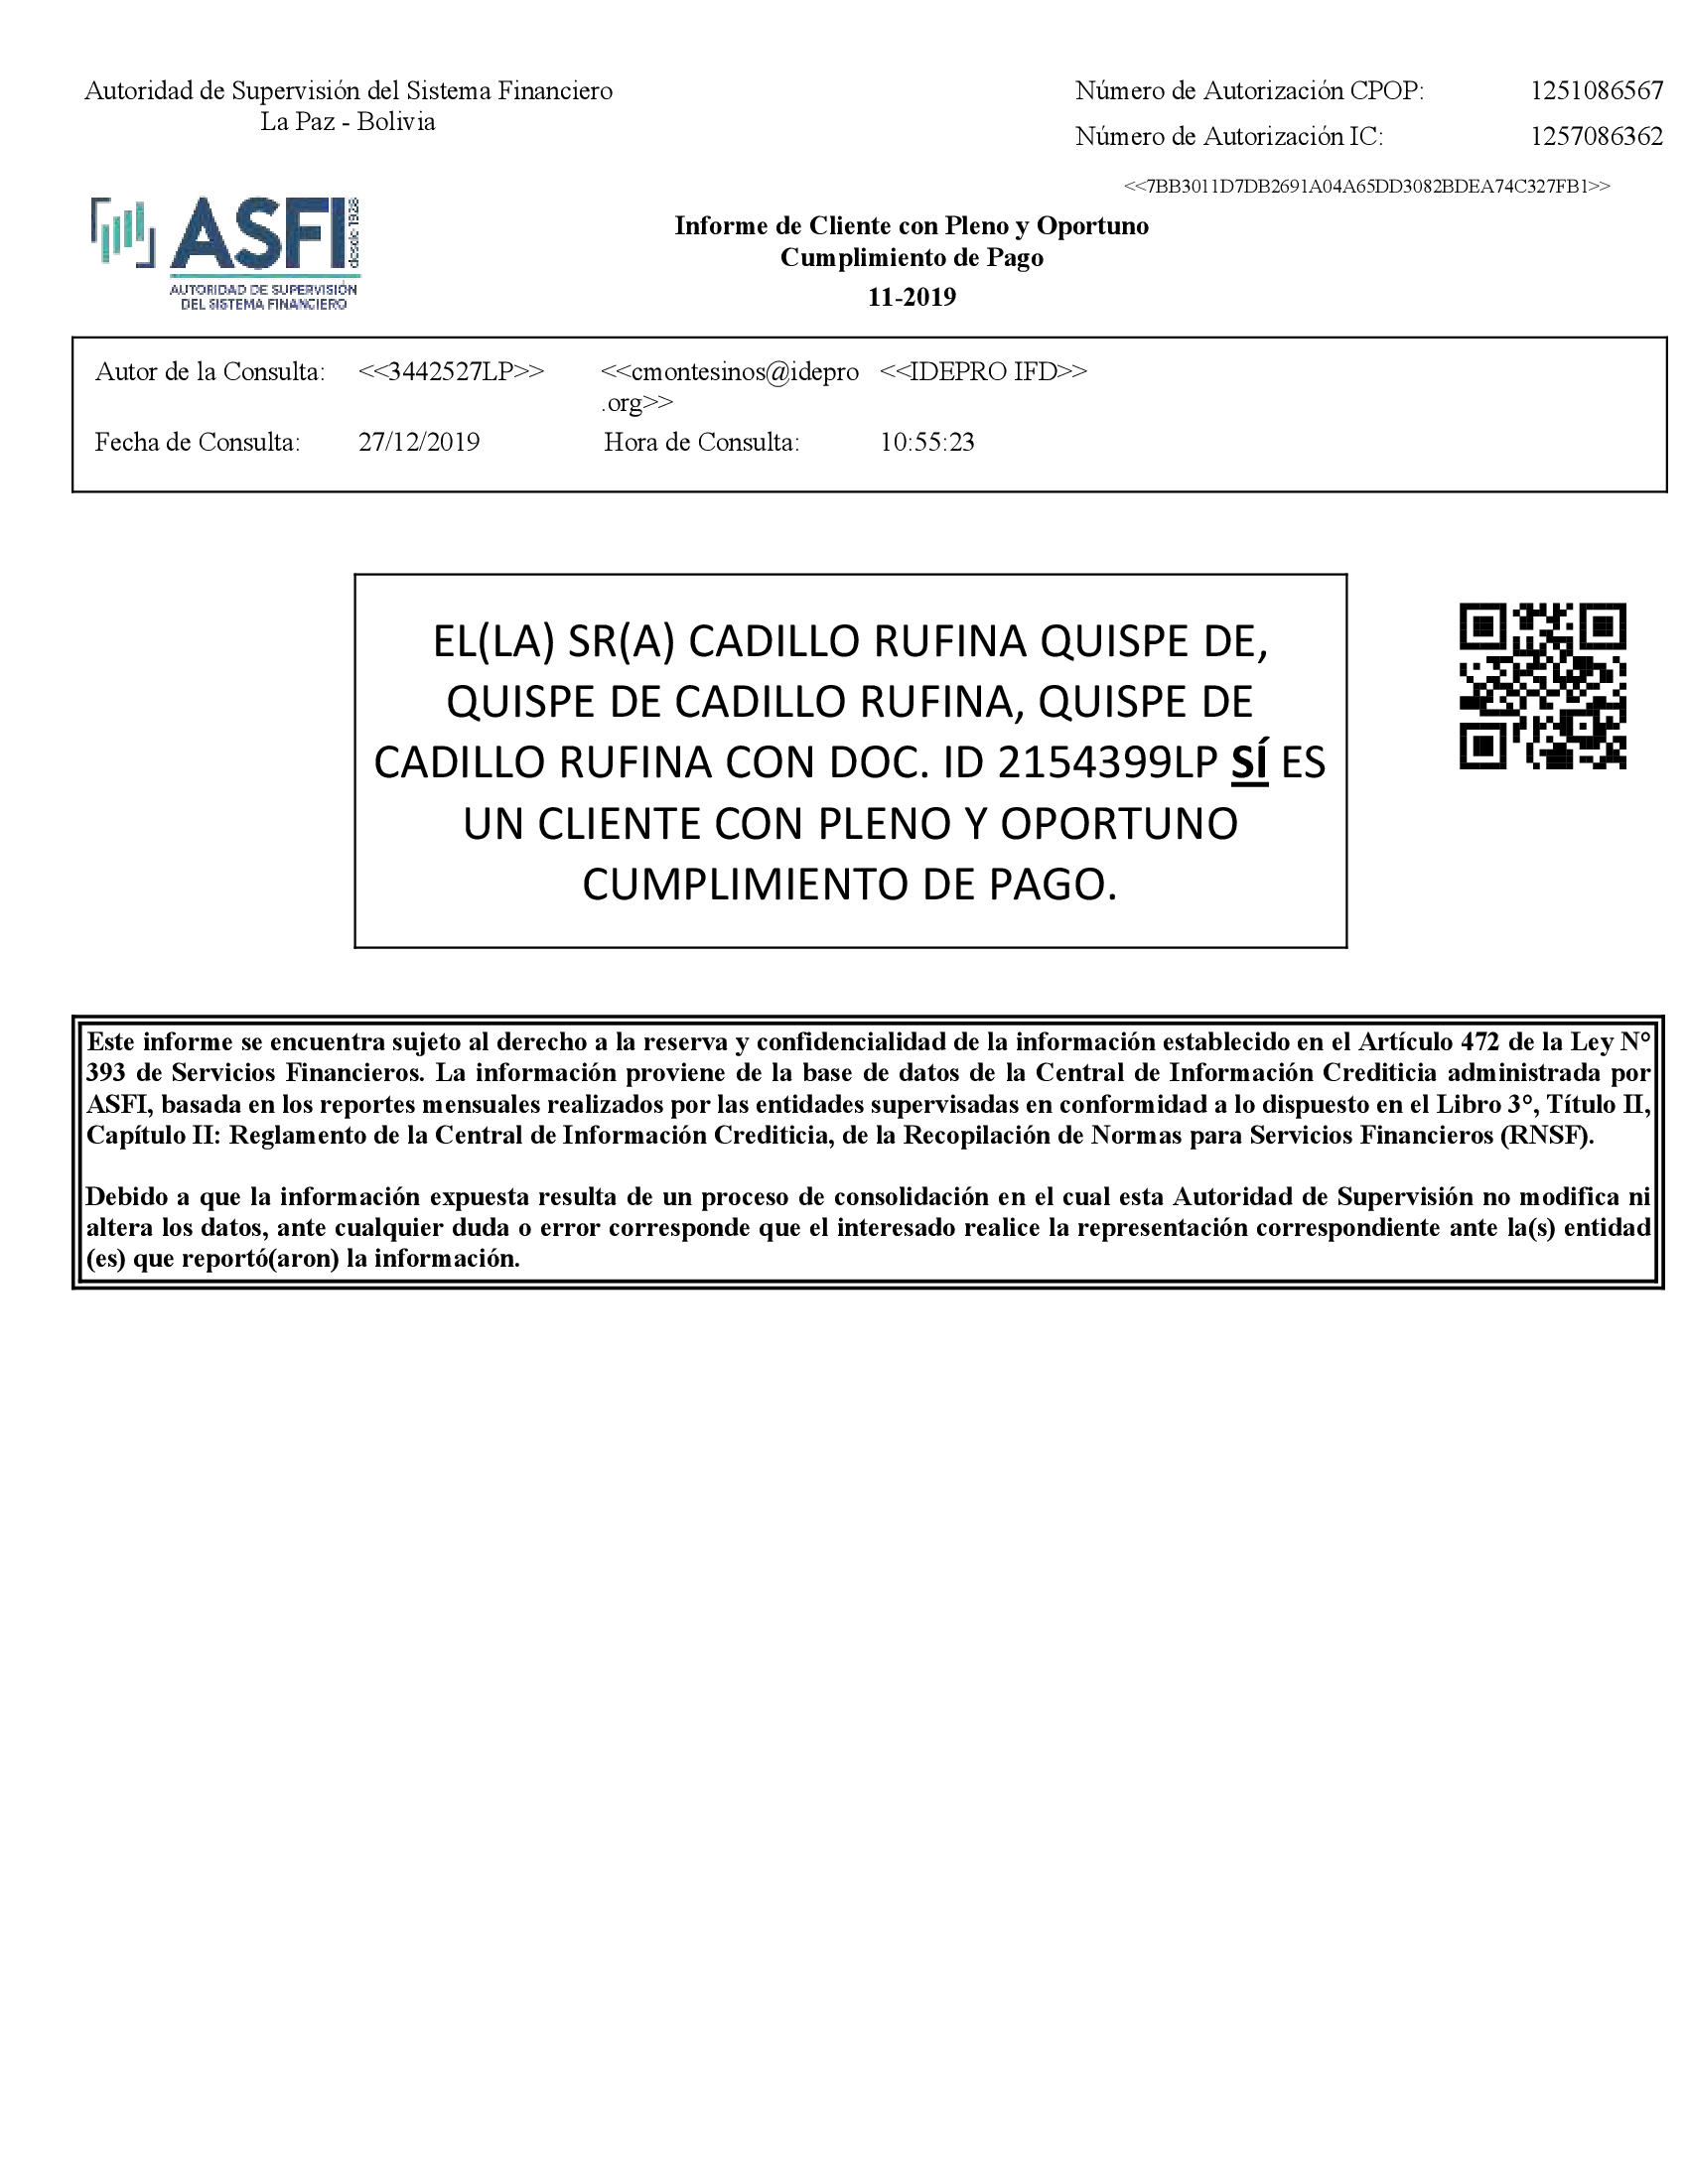 Autoridad de Supervisión del Sistema Financiero
La Paz - Bolivia
Número de Autorización CPOP: 1251086567
Número de Autorización IC: 1257086362
<<7BB3011D7DB2691A04A65DD3082BDEA74C327FB1>>
ASFI desde 1928
AUTORIDAD DE SUPERVISIÓN
DEL SISTEMA FINANCIERO
Informe de Cliente con Pleno y Oportuno
Cumplimiento de Pago
11-2019
Autor de la Consulta: <<3442527LP>> <<cmontesinos@idepro <<IDEPRO IFD>>
.org>>
Fecha de Consulta: 27/12/2019 Hora de Consulta: 10:55:23
EL(LA) SR(A) CADILLO RUFINA QUISPE DE,
QUISPE DE CADILLO RUFINA, QUISPE DE
CADILLO RUFINA CON DOC. ID 2154399LP SÍ ES
UN CLIENTE CON PLENO Y OPORTUNO
CUMPLIMIENTO DE PAGO.
Este informe se encuentra sujeto al derecho a la reserva y confidencialidad de la información establecido en el Artículo 472 de la Ley N°
393 de Servicios Financieros. La información proviene de la base de datos de la Central de Información Crediticia administrada por
ASFI, basada en los reportes mensuales realizados por las entidades supervisadas en conformidad a lo dispuesto en el Libro 3°, Título II,
Capítulo II: Reglamento de la Central de Información Crediticia, de la Recopilación de Normas para Servicios Financieros (RNSF).
Debido a que la información expuesta resulta de un proceso de consolidación en el cual esta Autoridad de Supervisión no modifica ni
altera los datos, ante cualquier duda o error corresponde que el interesado realice la representación correspondiente ante la(s) entidad
(es) que reportó(aron) la información.